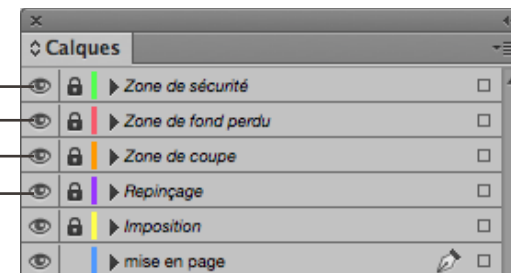 Calques
Zone de sécurité
Zone de fond perdu
Zone de coupe
Repinçage
Imposition
mise en page